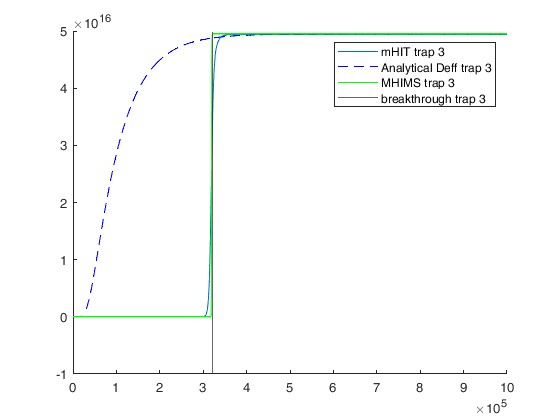 ×10^16
5
4
3
2
1
0
-1
mHIT trap 3
Analytical Deff trap 3
MHIMS trap 3
breakthrough trap 3
0 1 2 3 4 5 6 7 8 9 10
×10^5